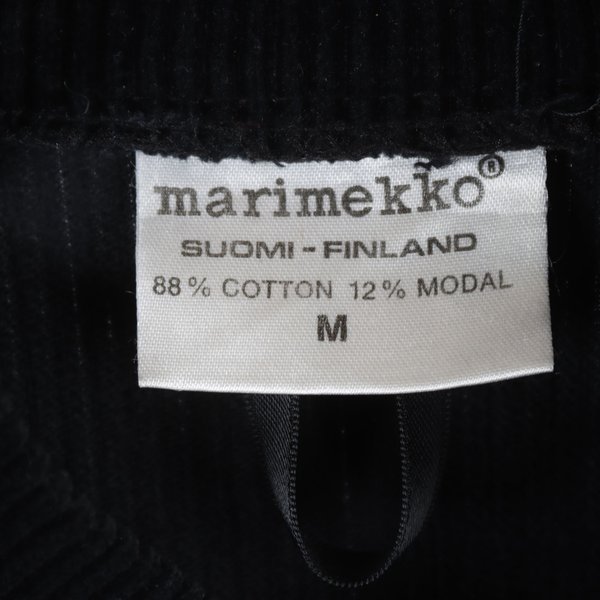 marimekko®
SUOMI - FINLAND
88% COTTON 12% MODAL
M